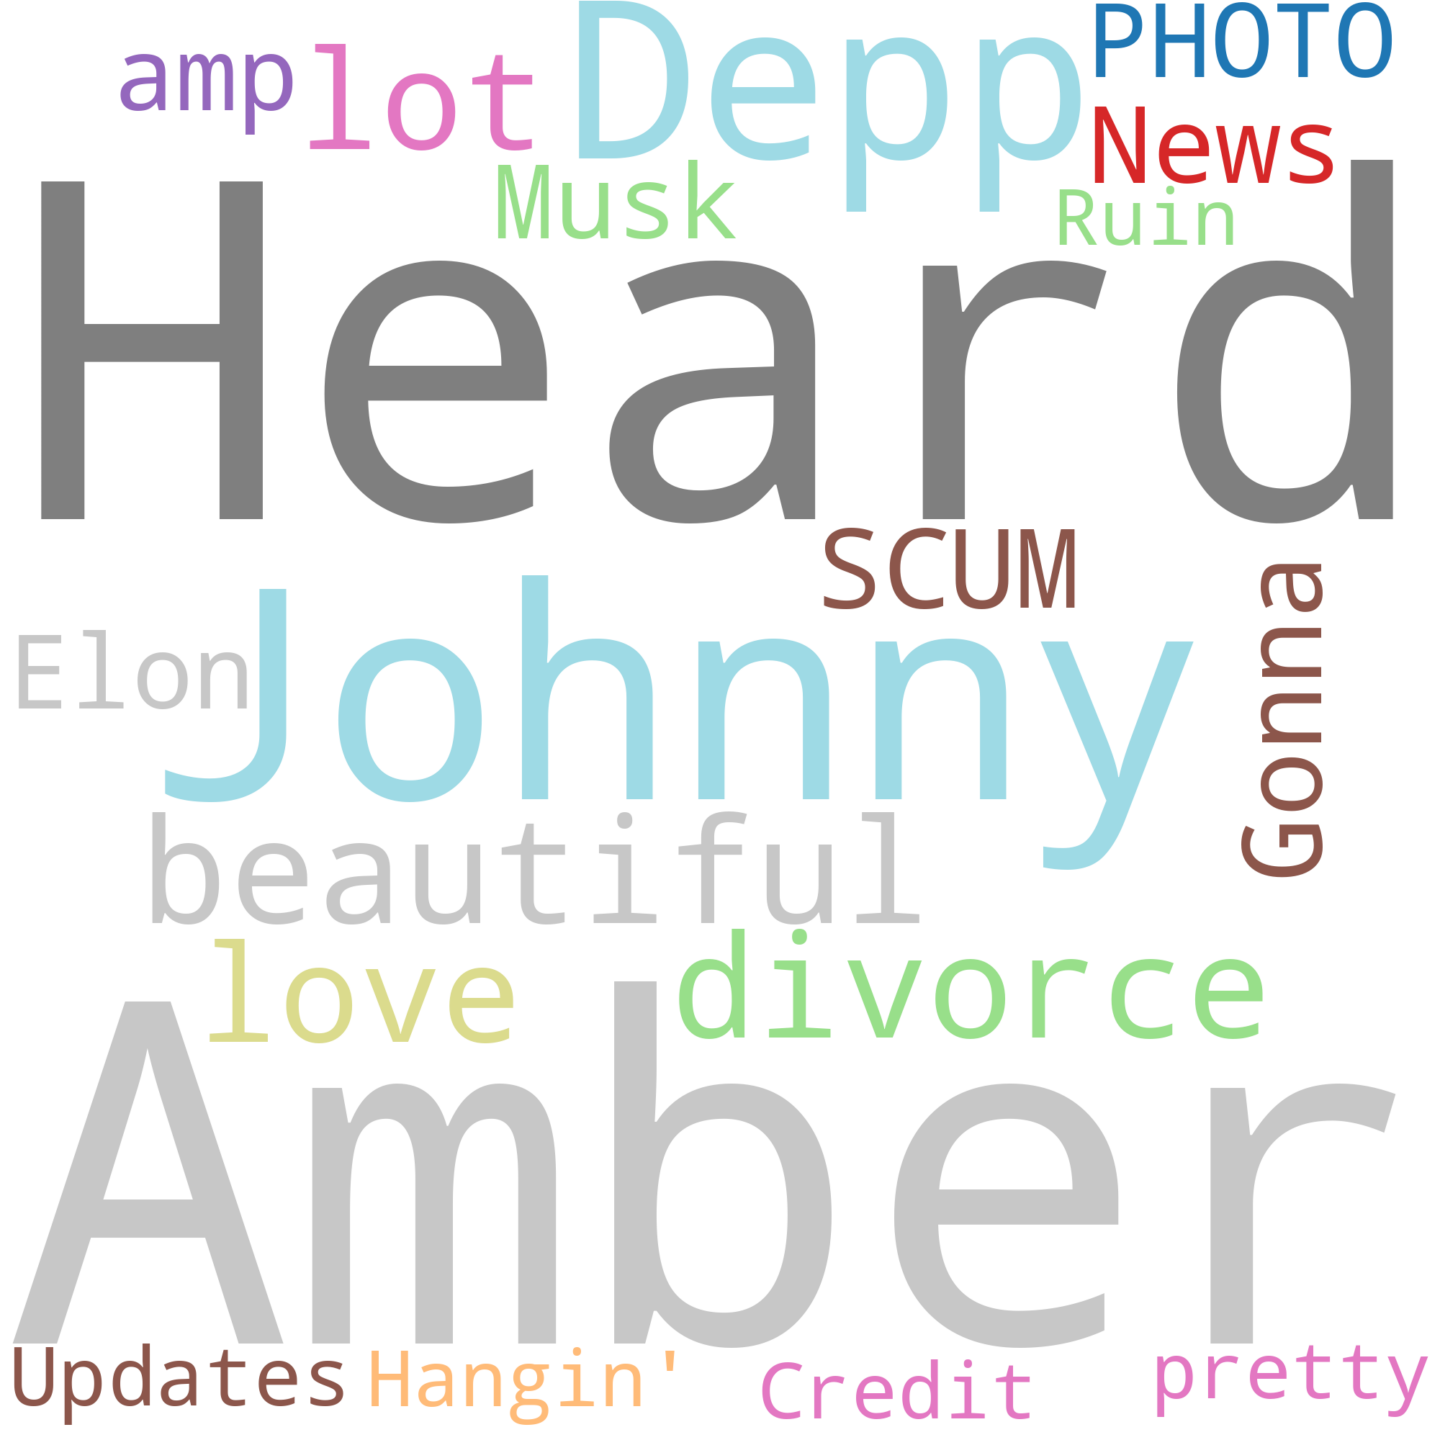 amp
lot
Depp
PHOTO
News
Musk
Ruin
Heard
SCUM
Gonna
Elon
Johnny
beautiful
love
divorce
Amber
Updates
Hangin'
Credit
pretty